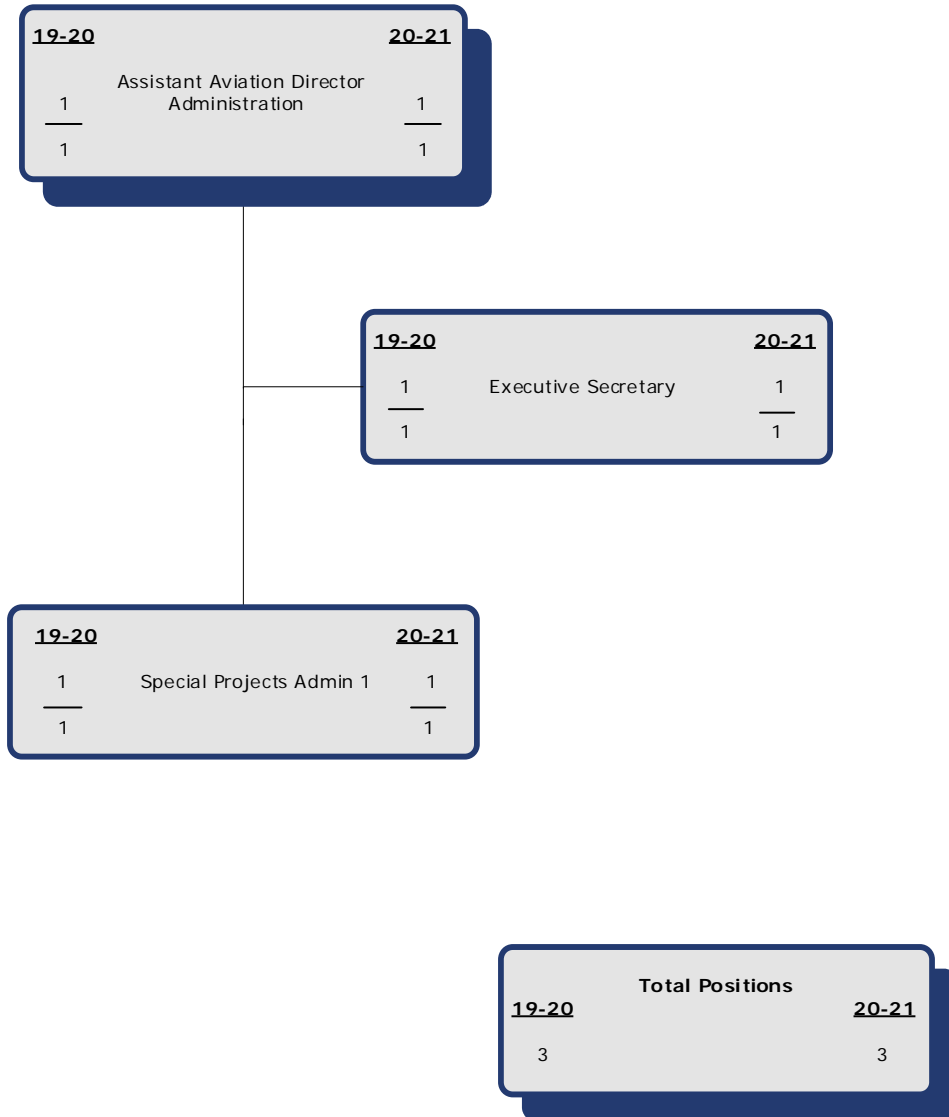 19-20 20-21
Assistant Aviation Director
1 Administration 1
1 1
19-20 20-21
1 Executive Secretary 1
1 1
19-20 20-21
1 Special Projects Admin 1 1
1 1
Total Positions
19-20 20-21
3 3